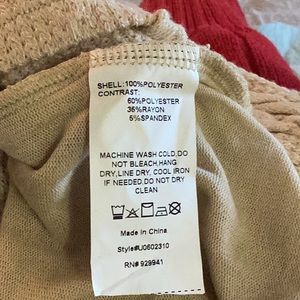 SHELL:100%POLYESTER
CONTRAST:
60%POLYESTER
35%RAYON
5%SPANDEX
MACHINE WASH COLD,DO
NOT BLEACH,HANG
DRY,LINE DRY, COOL IRON
IF NEEDED,DO NOT DRY
CLEAN
Made In China
Style#U0602310
RN# 929941